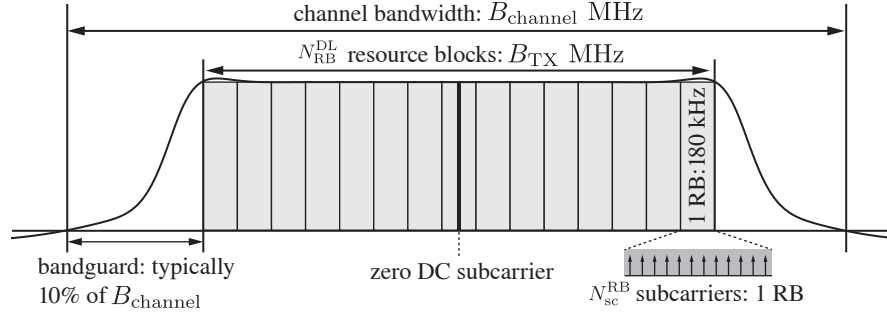 channel bandwidth: B_channel MHz
N_RB^DL resource blocks: B_TX MHz
1 RB:180 kHz
bandguard: typically
10% of B_channel
zero DC subcarrier
N_sc^RB subcarriers: 1 RB